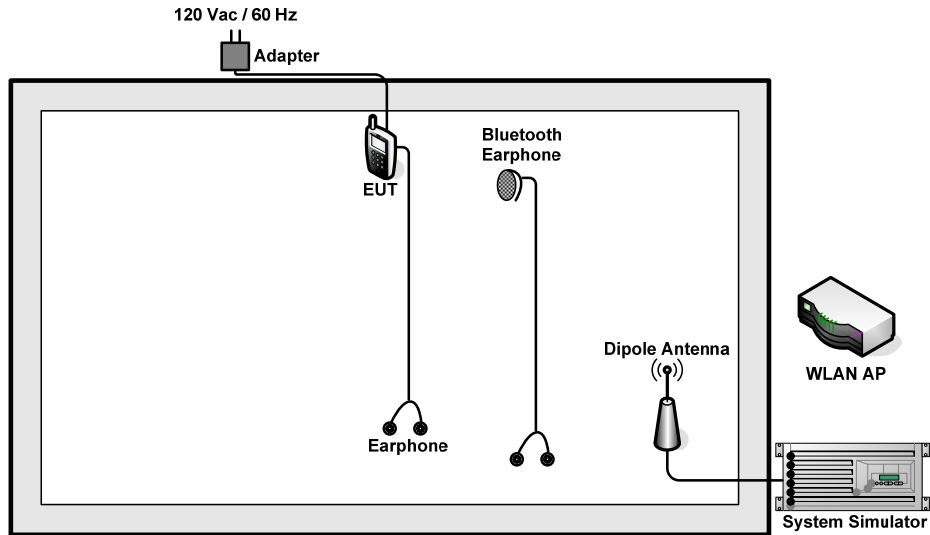 120 Vac / 60 Hz
Adapter
EUT
Bluetooth
Earphone
Dipole Antenna
WLAN AP
Earphone
System Simulator